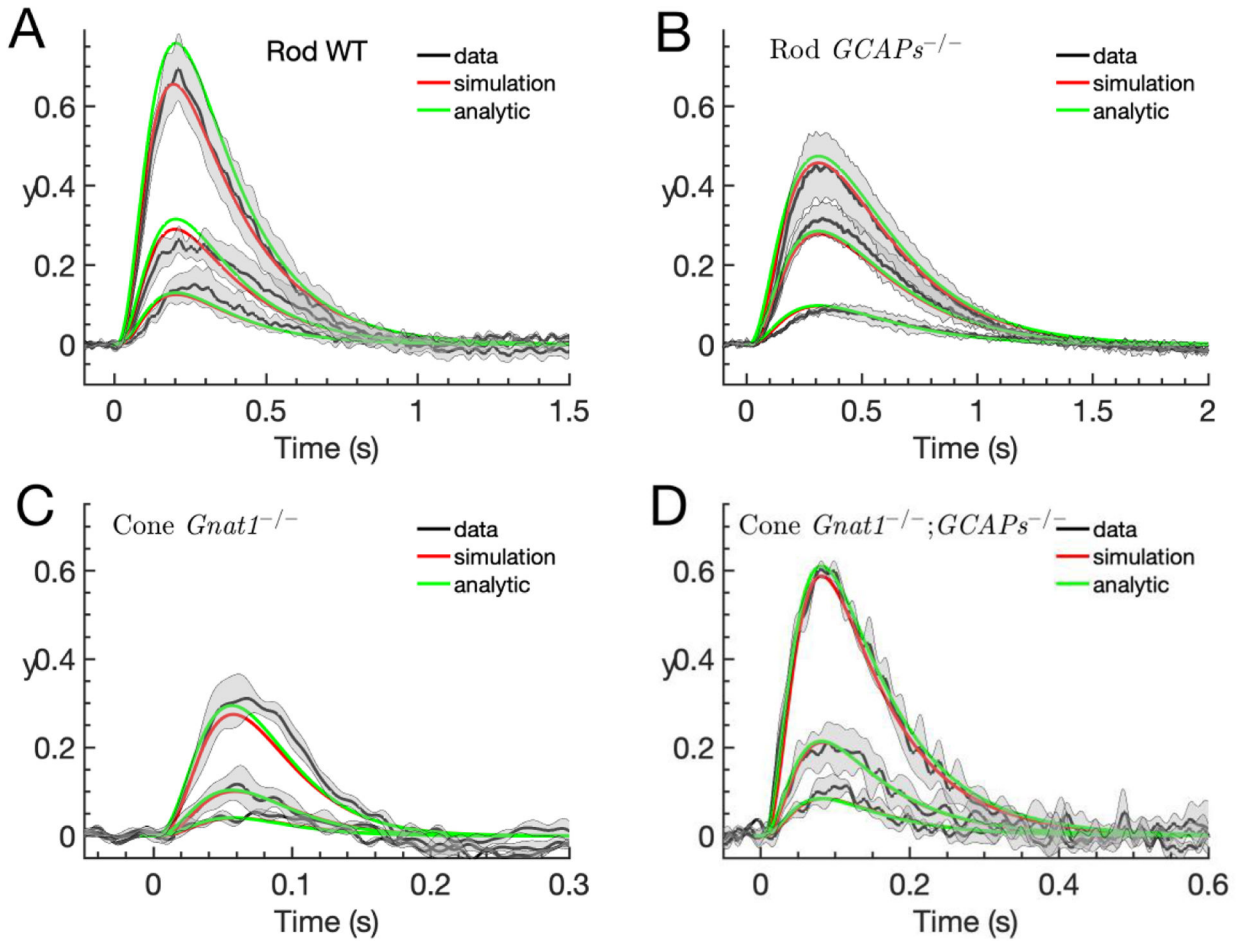 A
Rod WT
data
simulation
analytic
y
0.6
0.4
0.2
0
0
0.5
1
1.5
Time (s)
B
Rod GCAPs⁻/⁻
data
simulation
analytic
y
0.6
0.4
0.2
0
0
0.5
1
1.5
2
Time (s)
C
Cone Gnat1⁻/⁻
data
simulation
analytic
y
0.6
0.4
0.2
0
0
0.1
0.2
0.3
Time (s)
D
Cone Gnat1⁻/⁻;GCAPs⁻/⁻
data
simulation
analytic
y
0.6
0.4
0.2
0
0
0.2
0.4
0.6
Time (s)